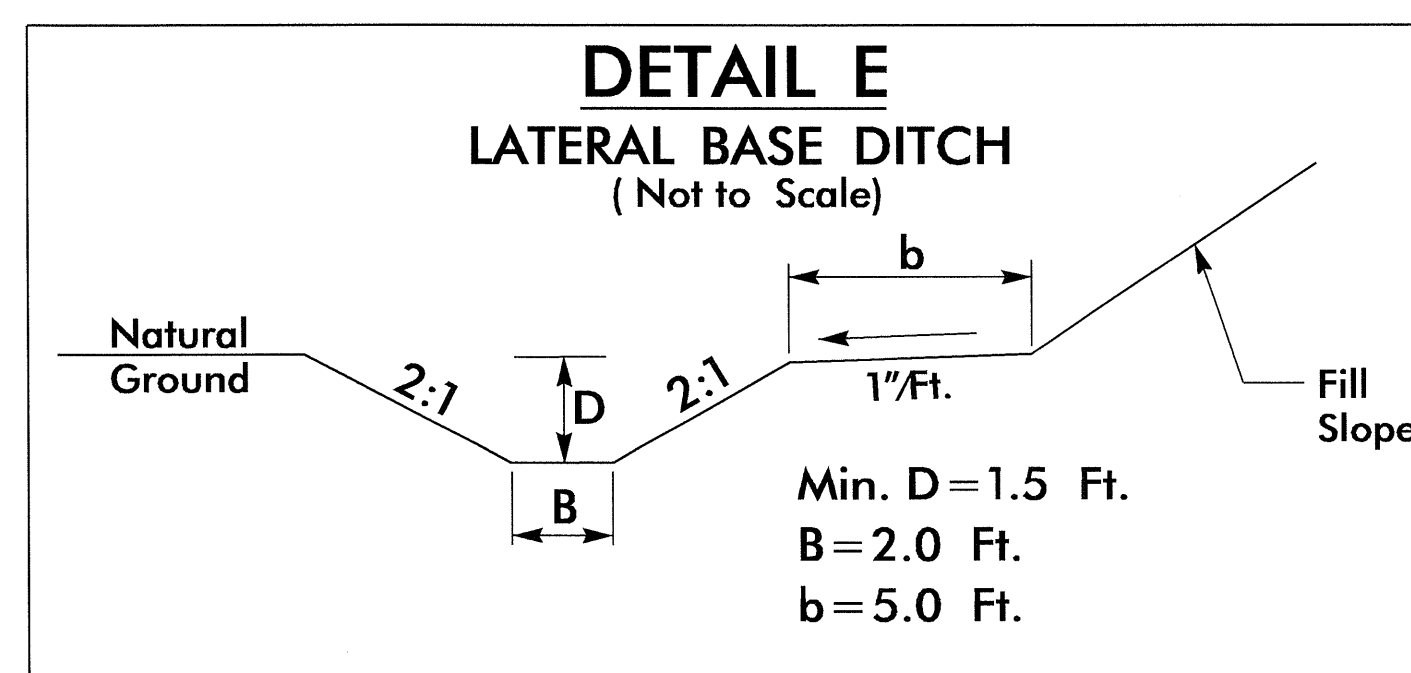 DETAIL E
LATERAL BASE DITCH
( Not to Scale)
b
Natural
Ground
2:1
D
2:1
1"/Ft.
Fill
Slope
B
Min. D=1.5 Ft.
B=2.0 Ft.
b=5.0 Ft.